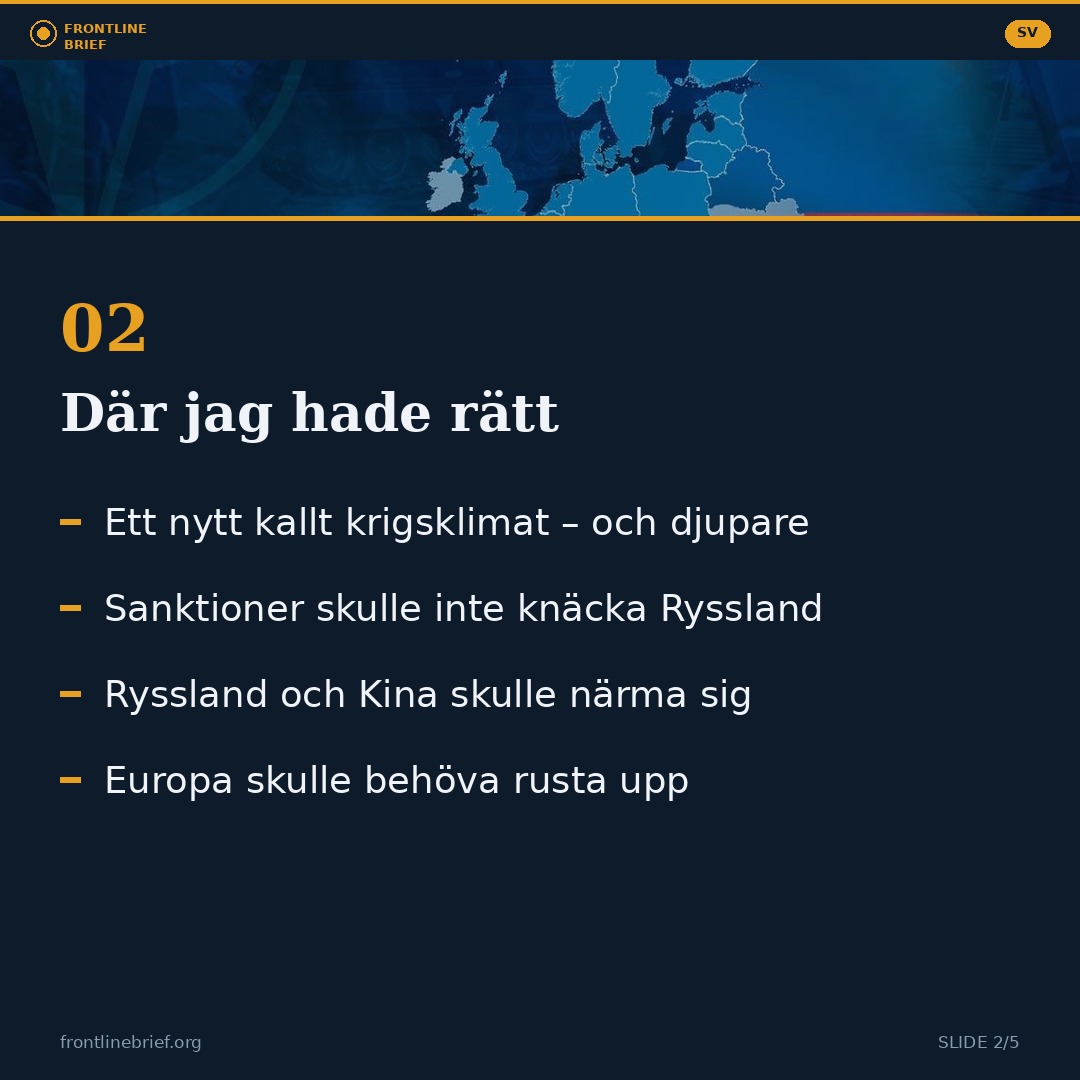 FRONTLINE
BRIEF
SV
02
Där jag hade rätt
Ett nytt kallt krigsklimat – och djupare
Sanktioner skulle inte knäcka Ryssland
Ryssland och Kina skulle närma sig
Europa skulle behöva rusta upp
frontlinebrief.org
SLIDE 2/5